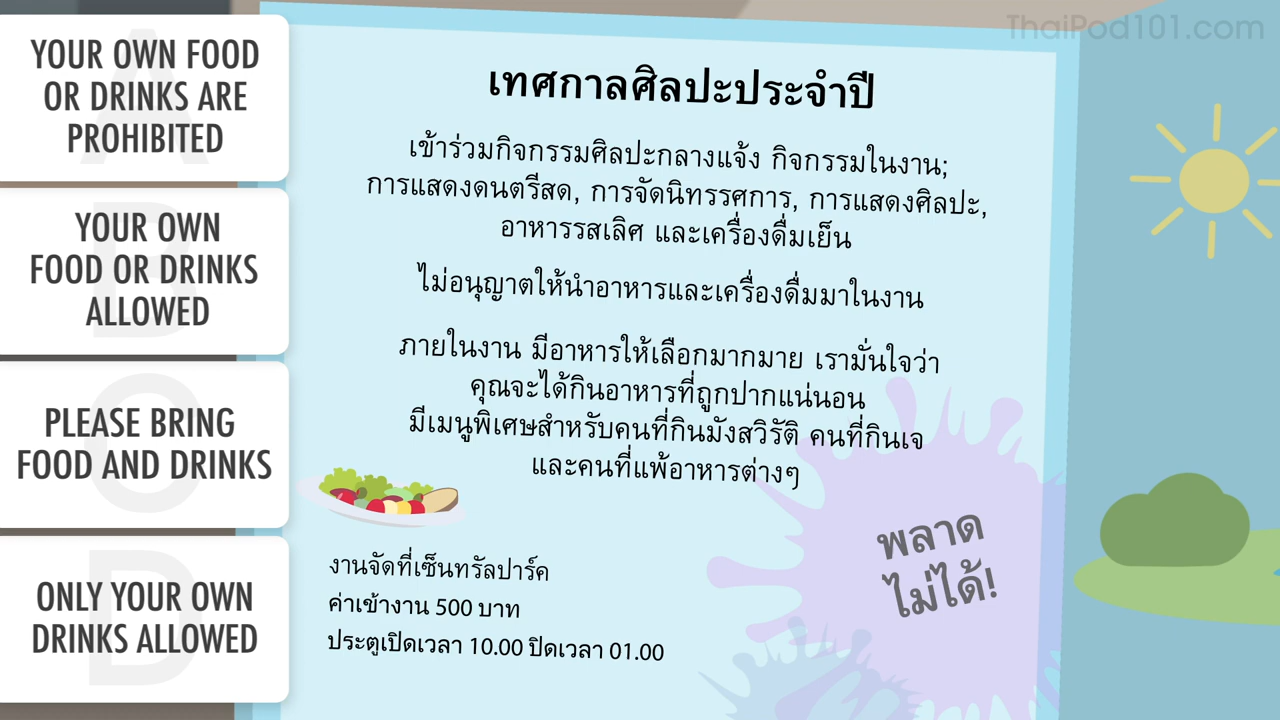 YOUR OWN FOOD
OR DRINKS ARE
PROHIBITED
YOUR OWN
FOOD OR DRINKS
ALLOWED
PLEASE BRING
FOOD AND DRINKS
ONLY YOUR OWN
DRINKS ALLOWED
ThaiPod101.com
เทศกาลศิลปะประจำปี
เข้าร่วมกิจกรรมศิลปะกลางแจ้ง กิจกรรมในงาน;
การแสดงดนตรีสด, การจัดนิทรรศการ, การแสดงศิลปะ,
อาหารรสเลิศ และเครื่องดื่มเย็น
ไม่อนุญาตให้นำอาหารและเครื่องดื่มมาในงาน
ภายในงาน มีอาหารให้เลือกมากมาย เรามั่นใจว่า
คุณจะได้กินอาหารที่ถูกปากแน่นอน
มีเมนูพิเศษสำหรับคนที่กินมังสวิรัติ คนที่กินเจ
และคนที่แพ้อาหารต่างๆ
พลาด
ไม่ได้!
งานจัดที่เซ็นทรัลปาร์ค
ค่าเข้างาน 500 บาท
ประตูเปิดเวลา 10.00 ปิดเวลา 01.00
A
B
C
D